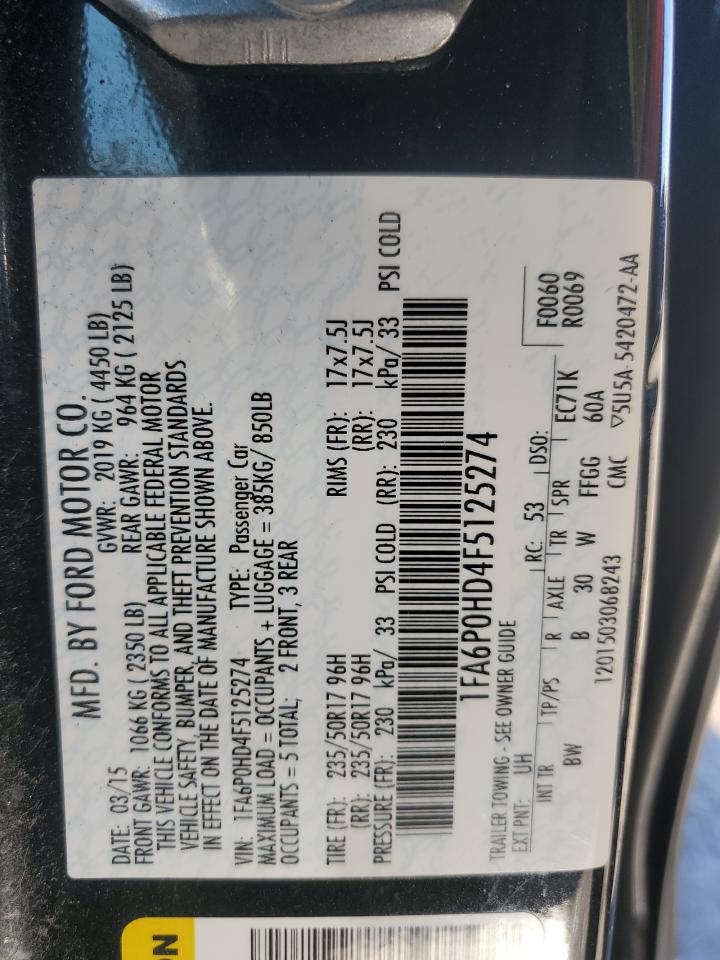 MFD. BY FORD MOTOR CO.
DATE: 03/15 GVWR: 2019 KG ( 4450 LB)
FRONT GAWR: 1066 KG ( 2350 LB) REAR GAWR: 964 KG ( 2125 LB)
THIS VEHICLE CONFORMS TO ALL APPLICABLE FEDERAL MOTOR
VEHICLE SAFETY, BUMPER, AND THEFT PREVENTION STANDARDS
IN EFFECT ON THE DATE OF MANUFACTURE SHOWN ABOVE.
VIN: 1FA6P0HD4F5125274 TYPE: Passenger Car
MAXIMUM LOAD = OCCUPANTS + LUGGAGE = 385KG/ 850LB
OCCUPANTS = 5 TOTAL; 2 FRONT, 3 REAR
TIRE (FR): 235/50R17 96H RIMS (FR): 17x7.5J
(RR): 235/50R17 96H (RR): 17x7.5J
PRESSURE (FR): 230 kPa/ 33 PSI COLD (RR): 230 kPa/ 33 PSI COLD
1FA6P0HD4F5125274
TRAILER TOWING - SEE OWNER GUIDE
EXT PNT: UH RC: 53 DSO: F0060
R0069
INT TR TP/PS R AXLE TR SPR EC71K
BW B 30 W FFGG 60A
1201503068243 CMC ▽5U5A-5420472-AA